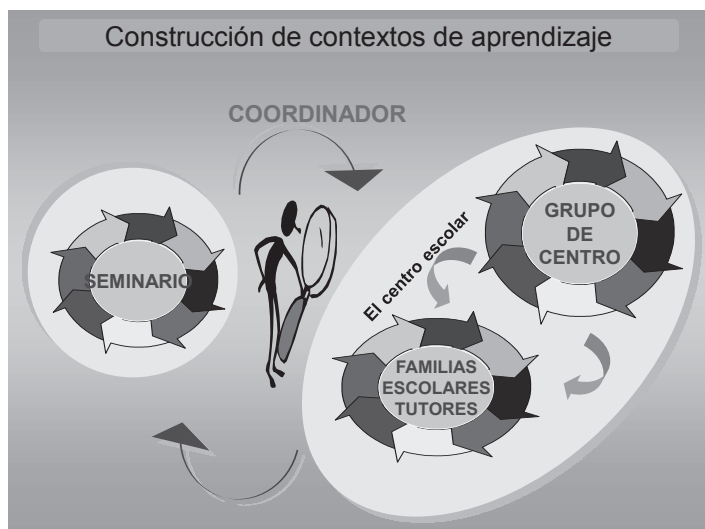 Construcción de contextos de aprendizaje
COORDINADOR
SEMINARIO
El centro escolar
GRUPO
DE
CENTRO
FAMILIAS
ESCOLARES
TUTORES